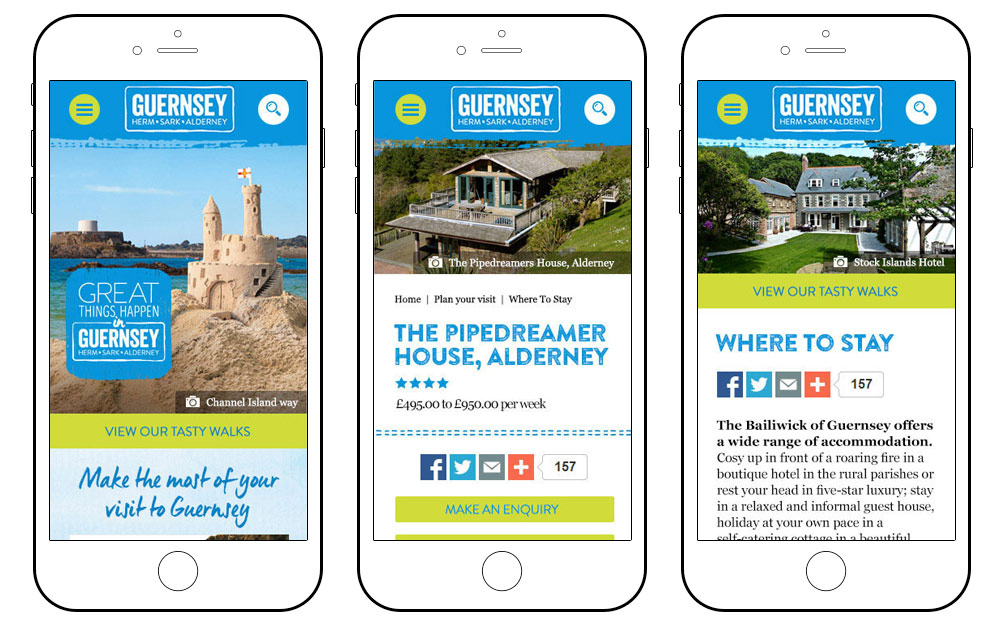 GUERNSEY
HERM • SARK • ALDERNEY
GREAT
THINGS HAPPEN
in
GUERNSEY
HERM • SARK • ALDERNEY
Channel Island way
VIEW OUR TASTY WALKS
Make the most of your
visit to Guernsey
GUERNSEY
HERM • SARK • ALDERNEY
The Pipedreamers House, Alderney
Home | Plan your visit | Where To Stay
THE PIPEDREAMER
HOUSE, ALDERNEY
£495.00 to £950.00 per week
157
MAKE AN ENQUIRY
GUERNSEY
HERM • SARK • ALDERNEY
Stock Islands Hotel
VIEW OUR TASTY WALKS
WHERE TO STAY
157
The Bailiwick of Guernsey offers
a wide range of accommodation.
Cosy up in front of a roaring fire in a
boutique hotel in the rural parishes or
rest your head in five-star luxury; stay
in a relaxed and informal guest house,
holiday at your own pace in a
self-catering cottage in a beautiful